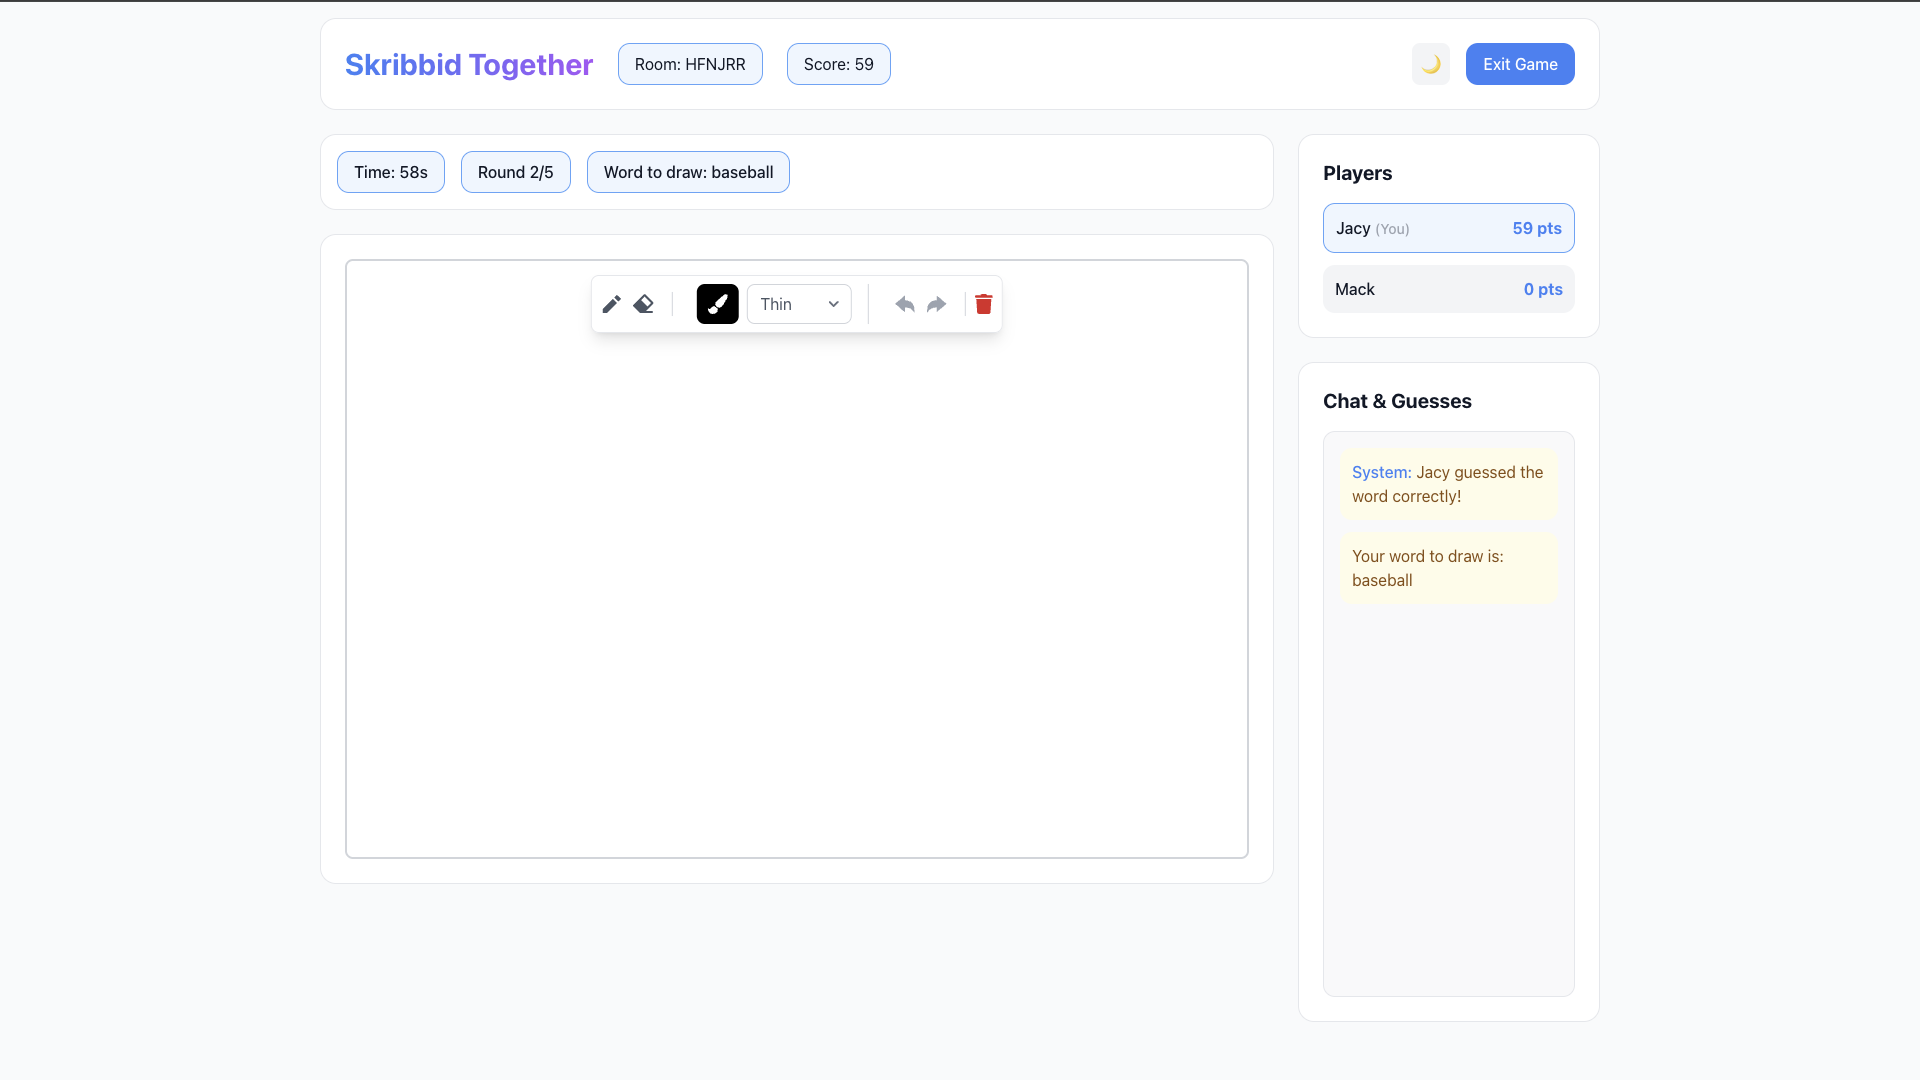 Skribbid Together
Room: HFNJRR
Score: 59
Exit Game
Time: 58s
Round 2/5
Word to draw: baseball
Thin
Players
Jacy (You)
59 pts
Mack
0 pts
Chat & Guesses
System: Jacy guessed the
word correctly!
Your word to draw is:
baseball